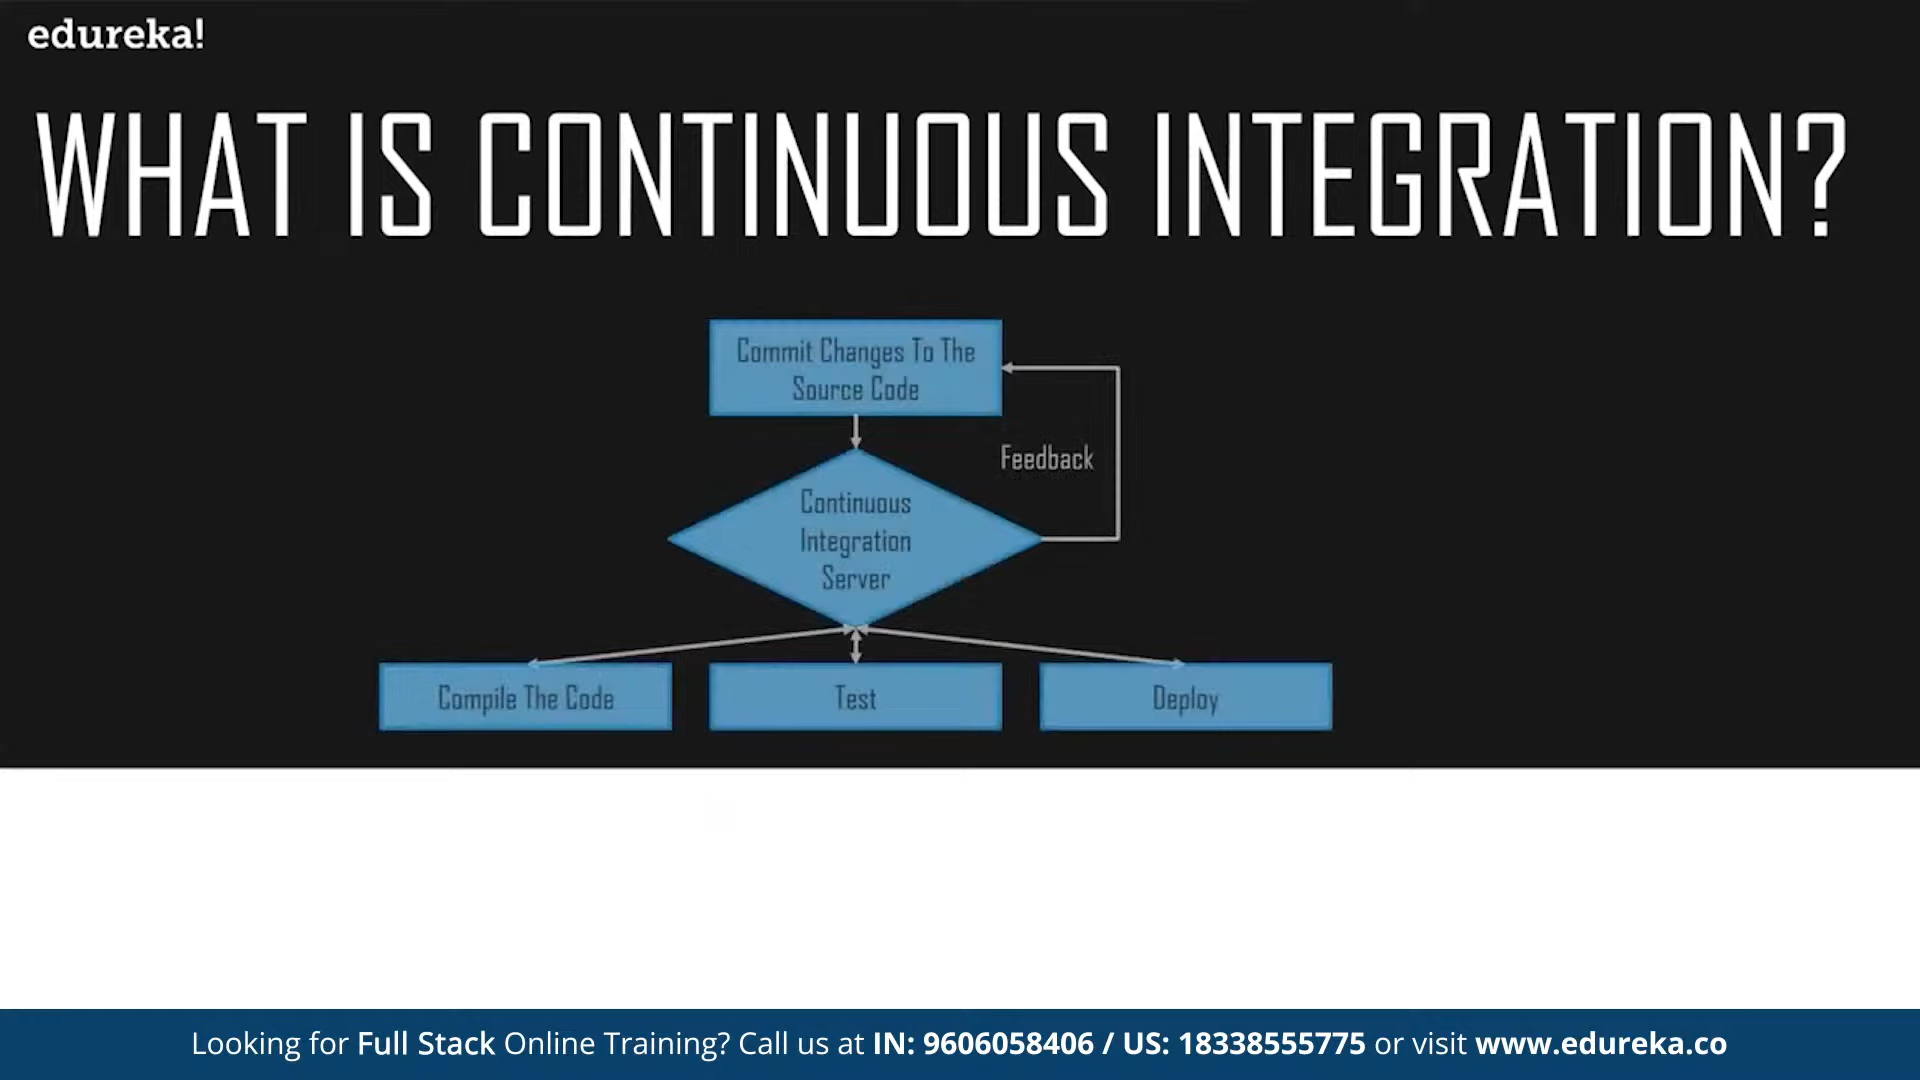 edureka!
WHAT IS CONTINUOUS INTEGRATION?
Commit Changes To The
Source Code
Feedback
Continuous
Integration
Server
Compile The Code
Test
Deploy
Looking for Full Stack Online Training? Call us at IN: 9606058406 / US: 18338555775 or visit www.edureka.co